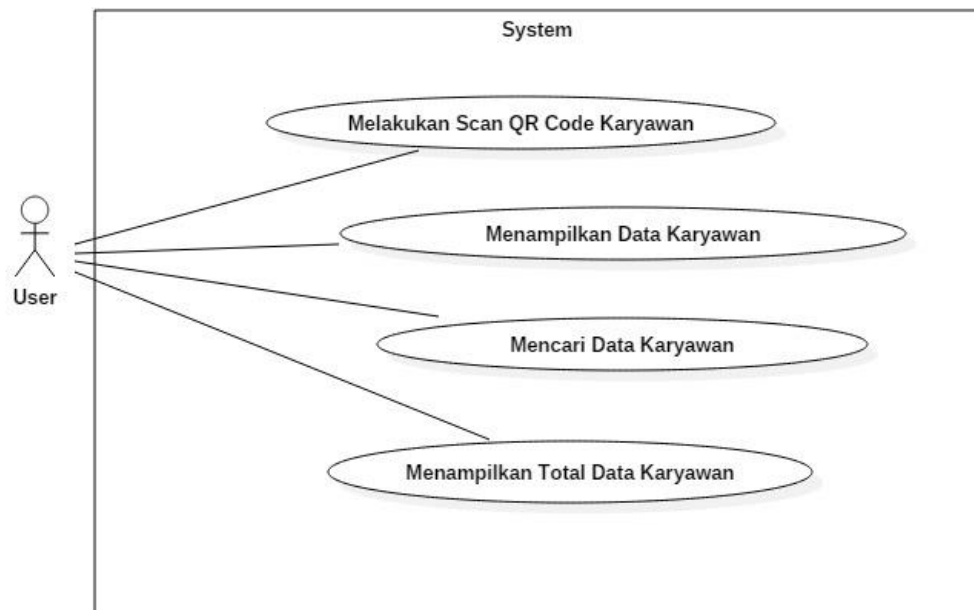 System
Melakukan Scan QR Code Karyawan
Menampilkan Data Karyawan
User
Mencari Data Karyawan
Menampilkan Total Data Karyawan